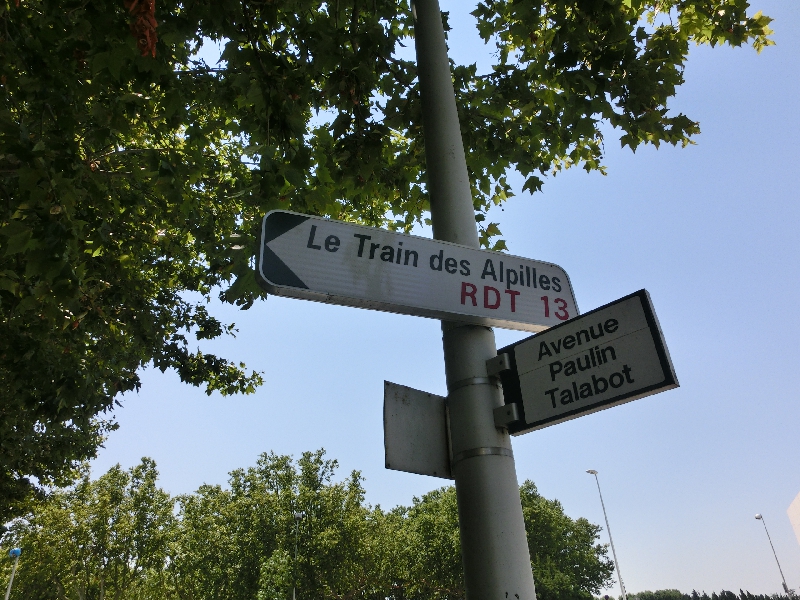 Le Train des Alpilles
RDT 13
Avenue
Paulin
Talabot